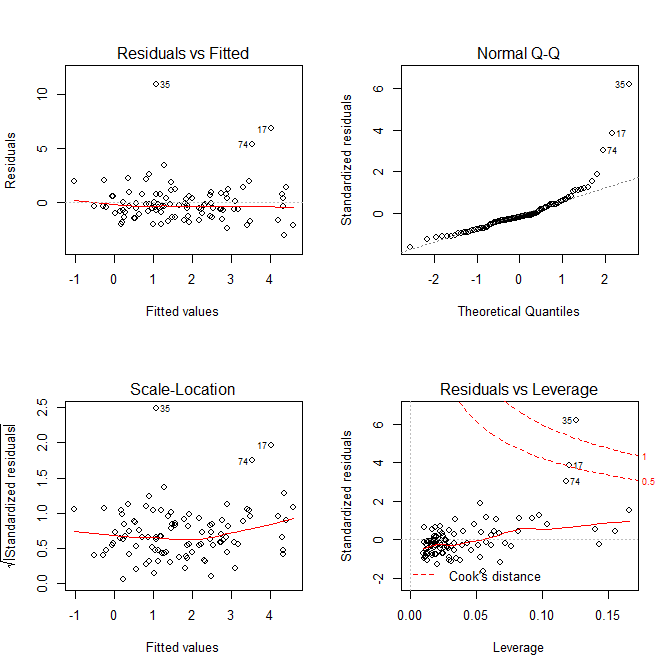 Residuals vs Fitted
Residuals
10
5
0
35
17
74
-1 0 1 2 3 4
Fitted values
Normal Q-Q
Standardized residuals
6
4
2
0
35
17
74
-2 -1 0 1 2
Theoretical Quantiles
Scale-Location
√|Standardized residuals|
2.5
2.0
1.5
1.0
0.5
0.0
35
17
74
-1 0 1 2 3 4
Fitted values
Residuals vs Leverage
Standardized residuals
6
4
2
0
-2
35
17
74
1
0.5
Cook's distance
0.00 0.05 0.10 0.15
Leverage